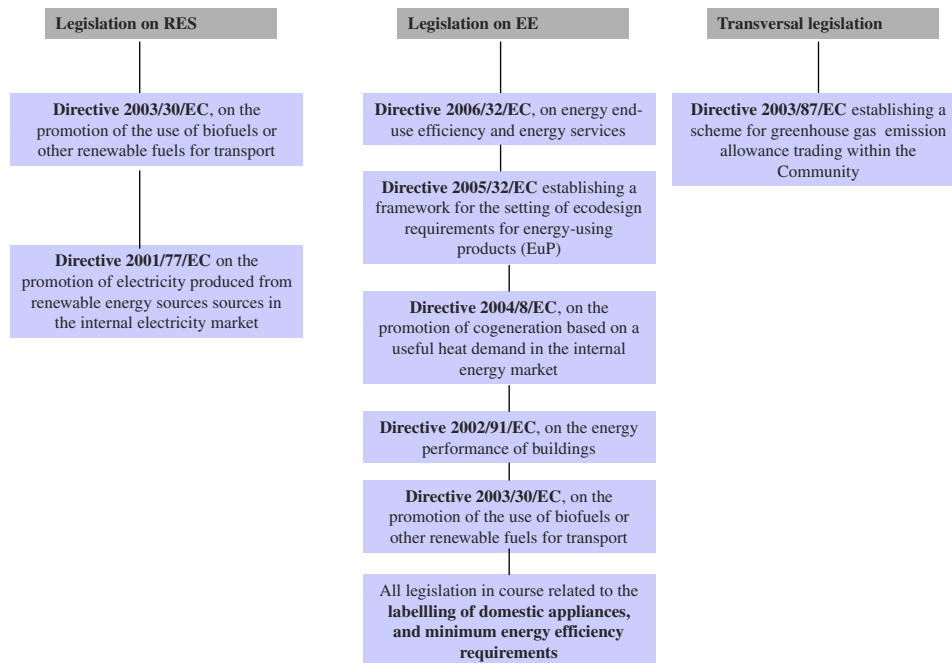 Legislation on RES
Directive 2003/30/EC, on the
promotion of the use of biofuels or
other renewable fuels for transport
Directive 2001/77/EC on the
promotion of electricity produced from
renewable energy sources sources in
the internal electricity market
Legislation on EE
2006/32/EC, on energy end-
use efficiency and energy services
Directive 2005/32/EC establishing a
framework for the setting of ecodesign
requirements for energy-using
products (EuP)
Directive 2004/8/EC, on the
promotion of cogeneration based on a
useful heat demand in the internal
energy market
Directive 2002/91/EC, on the energy
performance of buildings
Directive 2003/30/EC, on the
promotion of the use of biofuels or
other renewable fuels for transport
All legislation in course related to the
labellling of domestic appliances,
and minimum energy efficiency
requirements
Transversal legislation
Directive 2003/87/EC establishing a
scheme for greenhouse gas emission
allowance trading within the
Community